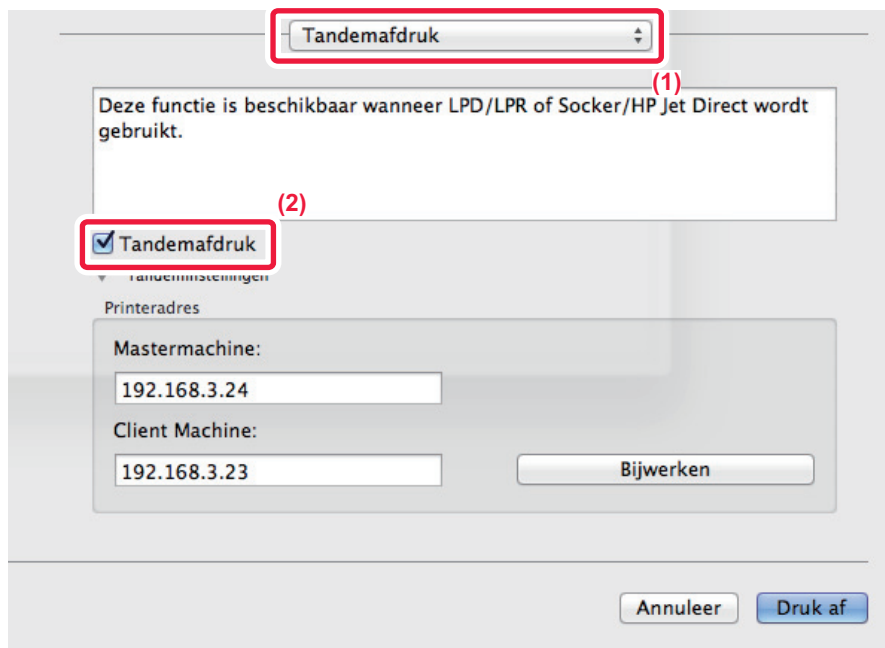 Tandemafdruk
(1)
Deze functie is beschikbaar wanneer LPD/LPR of Socker/HP Jet Direct wordt
gebruikt.
(2)
Tandemafdruk
Tandeminstellingen
Printeradres
Mastermachine:
192.168.3.24
Client Machine:
192.168.3.23
Bijwerken
Annuleer
Druk af